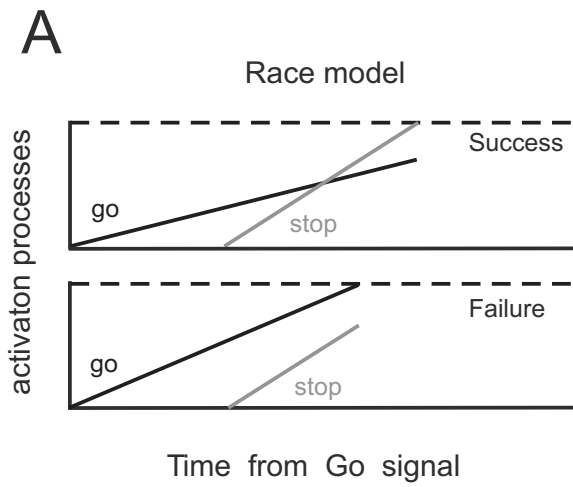 A
Race model
Success
go
stop
Failure
go
stop
activaton processes
Time from Go signal